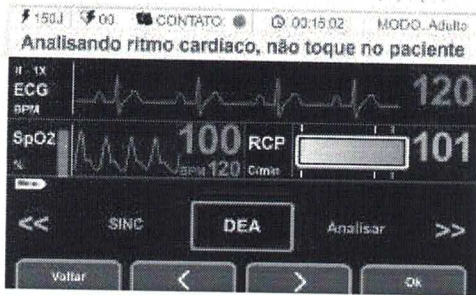 150J 00 CONTATO 00:15:02 MODO: Adulto
Analisando ritmo cardíaco, não toque no paciente
II - 1X
ECG 120
BPM
SpO2 100 RCP 101
% BPM 120 C/min
<< SINC DEA Analisar >>
Voltar < > Ok